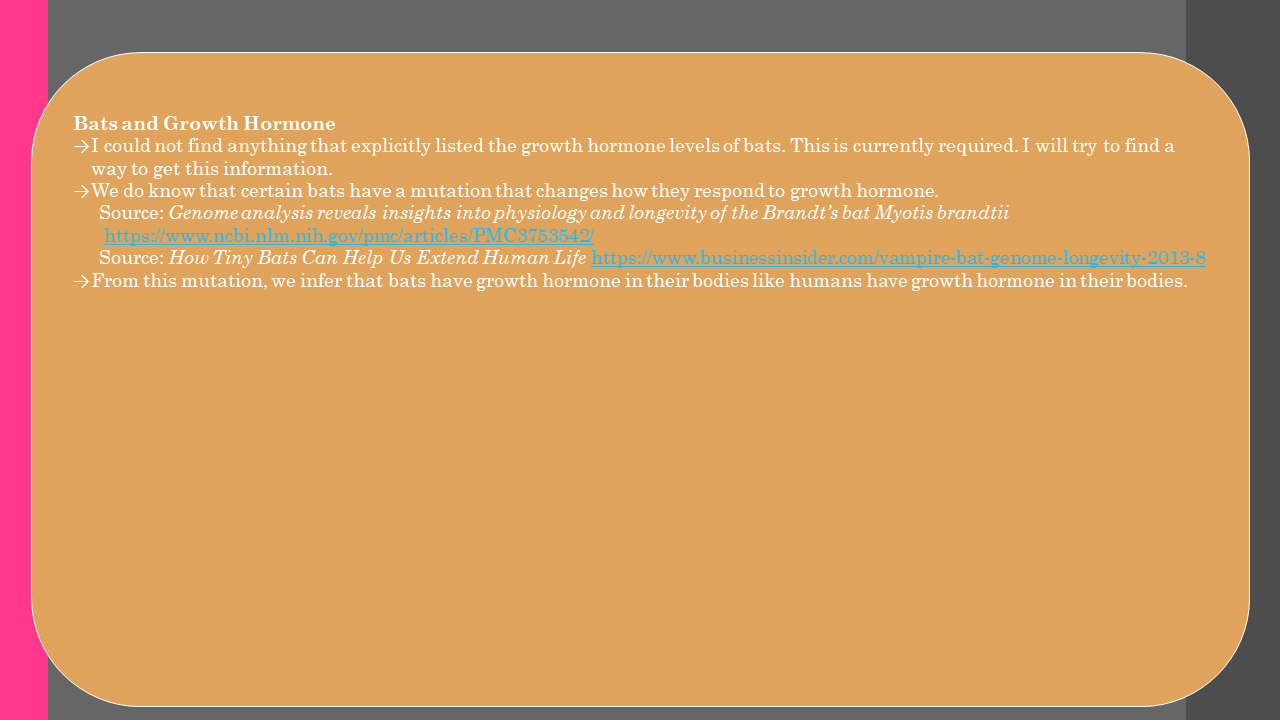 Bats and Growth Hormone
→I could not find anything that explicitly listed the growth hormone levels of bats. This is currently required. I will try to find a
way to get this information.
→We do know that certain bats have a mutation that changes how they respond to growth hormone.
Source: Genome analysis reveals insights into physiology and longevity of the Brandt’s bat Myotis brandtii
https://www.ncbi.nlm.nih.gov/pmc/articles/PMC3753542/
Source: How Tiny Bats Can Help Us Extend Human Life https://www.businessinsider.com/vampire-bat-genome-longevity-2013-8
→From this mutation, we infer that bats have growth hormone in their bodies like humans have growth hormone in their bodies.